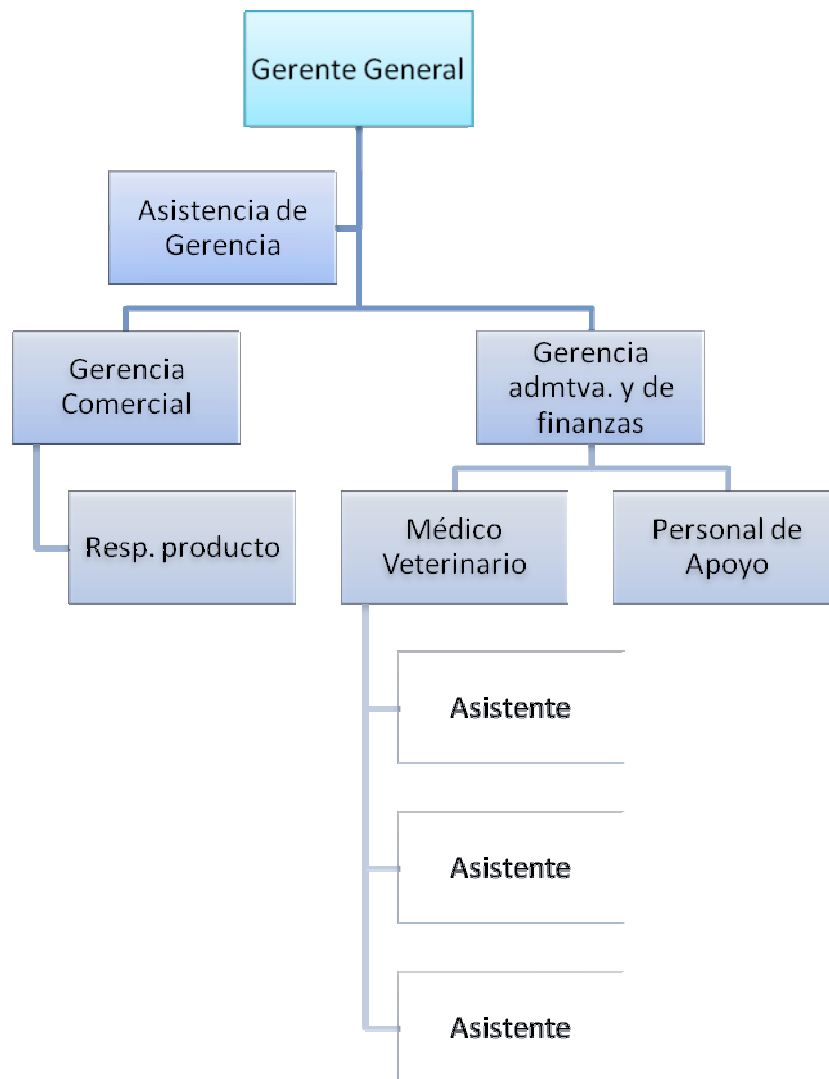 Gerente General
Asistencia de
Gerencia
Gerencia
Comercial
Gerencia
admtva. y de
finanzas
Resp. producto
Médico
Veterinario
Personal de
Apoyo
Asistente
Asistente
Asistente